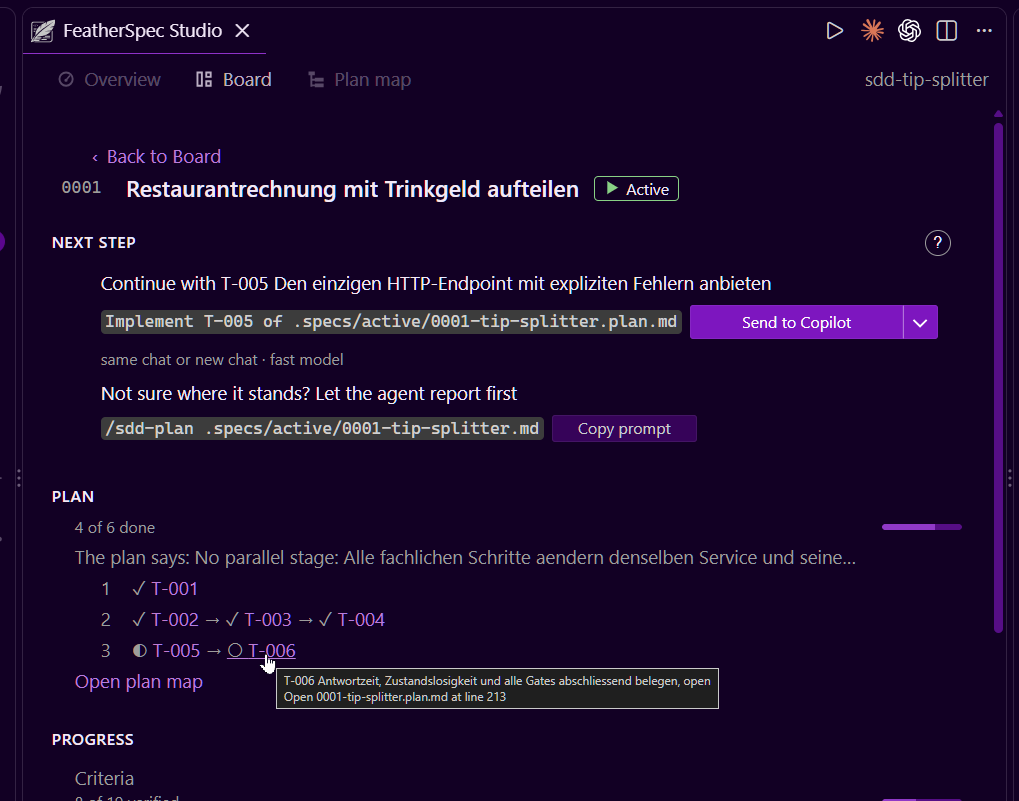 FeatherSpec Studio
Overview Board Plan map sdd-tip-splitter
‹ Back to Board
0001 Restaurantrechnung mit Trinkgeld aufteilen Active
NEXT STEP ?
Continue with T-005 Den einzigen HTTP-Endpoint mit expliziten Fehlern anbieten
Implement T-005 of .specs/active/0001-tip-splitter.plan.md Send to Copilot
same chat or new chat · fast model
Not sure where it stands? Let the agent report first
/sdd-plan .specs/active/0001-tip-splitter.md Copy prompt
PLAN
4 of 6 done
The plan says: No parallel stage: Alle fachlichen Schritte aendern denselben Service und seine...
1 ✓ T-001
2 ✓ T-002 → ✓ T-003 → ✓ T-004
3 ◐ T-005 → ○ T-006
T-006 Antwortzeit, Zustandslosigkeit und alle Gates abschliessend belegen, open
Open 0001-tip-splitter.plan.md at line 213
Open plan map
PROGRESS
Criteria
8 of 10 verified